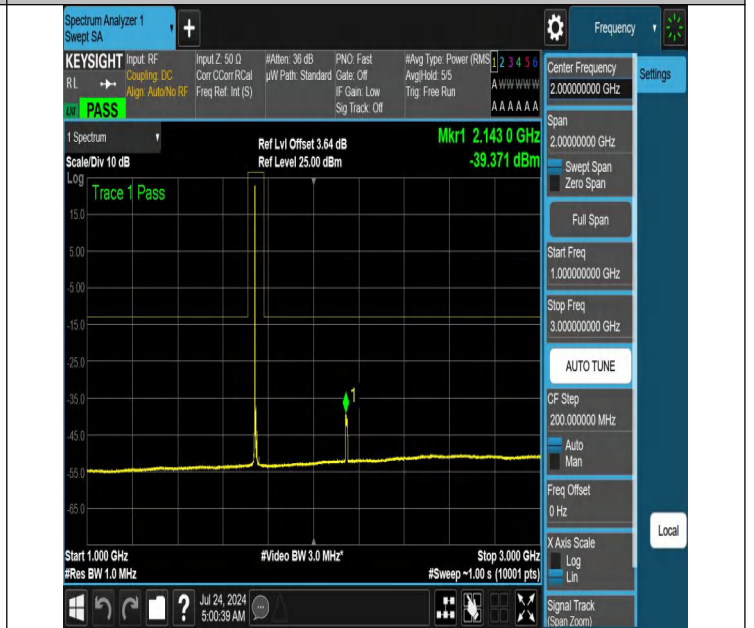 Spectrum Analyzer 1
Swept SA
+
Frequency
KEYSIGHT
RL
PASS
Input: RF
Coupling: DC
Align: Auto/No RF
Input Z: 50 Ω
Corr CCorr RCal
Freq Ref: Int (S)
#Atten: 36 dB
µW Path: Standard
PNO: Fast
Gate: Off
IF Gain: Low
Sig Track: Off
#Avg Type: Power (RMS
Avg|Hold: 5/5
Trig: Free Run
1 2 3 4 5 6
A W W W W W
A A A A A A
1 Spectrum
Scale/Div 10 dB
Ref Lvl Offset 3.64 dB
Ref Level 25.00 dBm
Mkr1 2.143 0 GHz
-39.371 dBm
Log
Trace 1 Pass
15.0
5.00
-5.00
-15.0
-25.0
-35.0
1
-45.0
-55.0
-65.0
Start 1.000 GHz
#Res BW 1.0 MHz
#Video BW 3.0 MHz*
Stop 3.000 GHz
#Sweep ~1.00 s (10001 pts)
?
Jul 24, 2024
5:00:39 AM
Center Frequency
2.000000000 GHz
Settings
Span
2.00000000 GHz
Swept Span
Zero Span
Full Span
Start Freq
1.000000000 GHz
Stop Freq
3.000000000 GHz
AUTO TUNE
CF Step
200.000000 MHz
Auto
Man
Freq Offset
0 Hz
X Axis Scale
Log
Lin
Local
Signal Track
(Span Zoom)